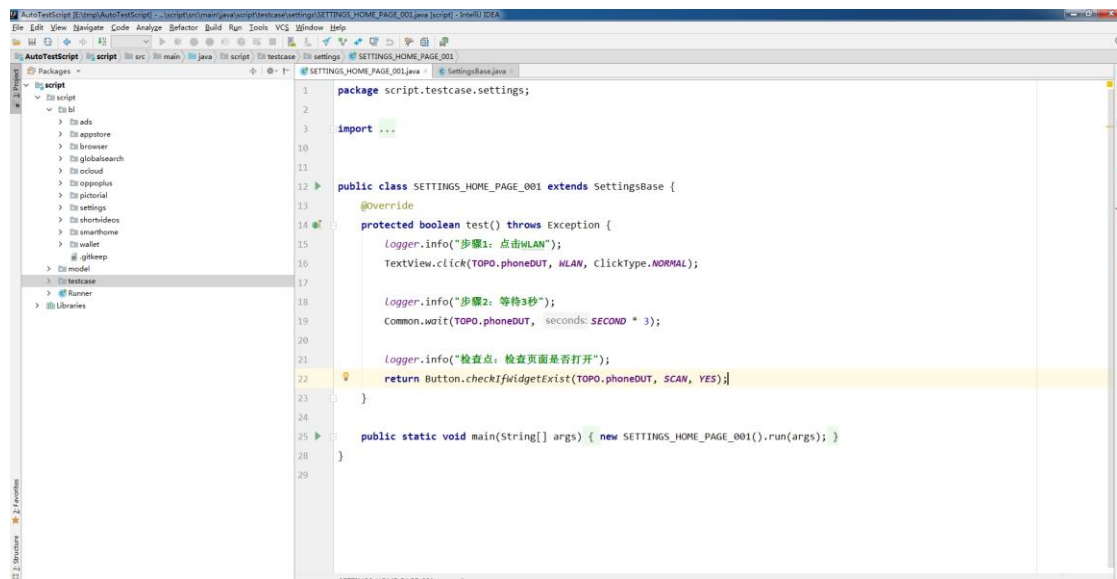 AutoTestScript [E:\tmp\AutoTestScript] - ...\script\src\main\java\script\testcase\settings\SETTINGS_HOME_PAGE_001.java [script] - IntelliJ IDEA
File Edit View Navigate Code Analyze Refactor Build Run Tools VCS Window Help
AutoTestScript script src main java script testcase settings SETTINGS_HOME_PAGE_001
Packages
SETTINGS_HOME_PAGE_001.java SettingsBase.java
1: Project
script
script
bl
ads
appstore
browser
globalsearch
ocloud
oppoplus
pictorial
settings
shortvideos
smarthome
wallet
.gitkeep
model
testcase
Runner
Libraries
1 package script.testcase.settings;
2
3 import ...
10
11
12 public class SETTINGS_HOME_PAGE_001 extends SettingsBase {
13 @Override
14 protected boolean test() throws Exception {
15 logger.info("步骤1：点击WLAN");
16 TextView.click(TOPO.phoneDUT, WLAN, ClickType.NORMAL);
17
18 logger.info("步骤2：等待3秒");
19 Common.wait(TOPO.phoneDUT, seconds: SECOND * 3);
20
21 logger.info("检查点：检查页面是否打开");
22 return Button.checkIfWidgetExist(TOPO.phoneDUT, SCAN, YES);
23 }
24
25 public static void main(String[] args) { new SETTINGS_HOME_PAGE_001().run(args); }
28 }
29
2: Favorites
2: Structure